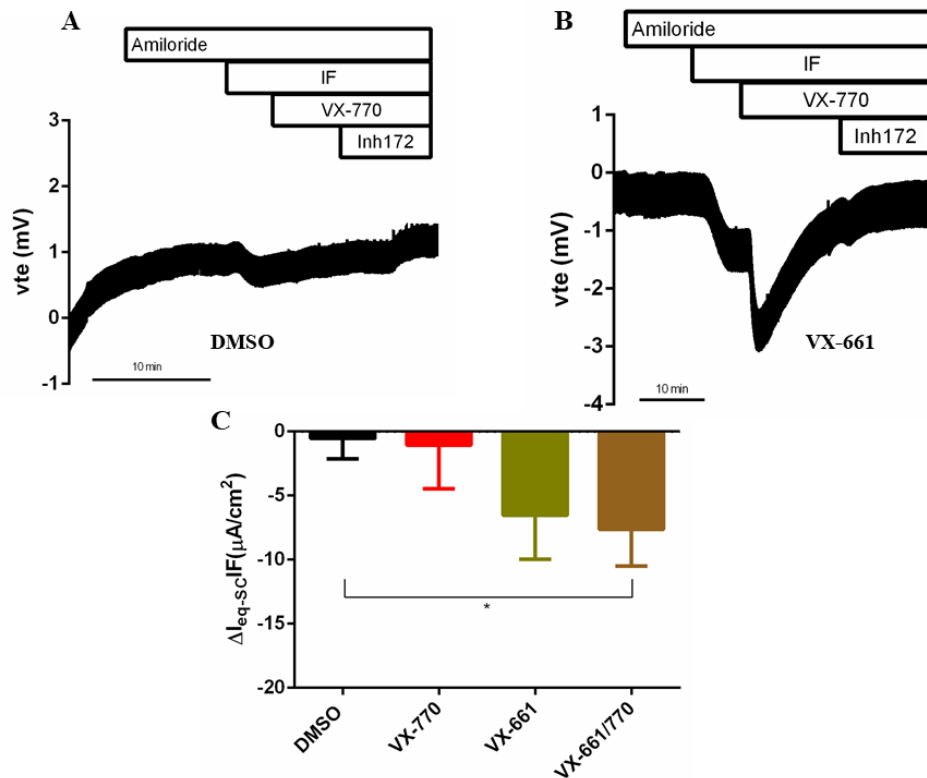 A
Amiloride
IF
VX-770
Inh172
3
2
1
0
-1
vte (mV)
DMSO
10 min
B
Amiloride
IF
VX-770
Inh172
0
-1
-2
-3
-4
vte (mV)
VX-661
10 min
C
0
-5
-10
-15
-20
ΔIeq-SCIF(μA/cm²)
*
DMSO
VX-770
VX-661
VX-661/770